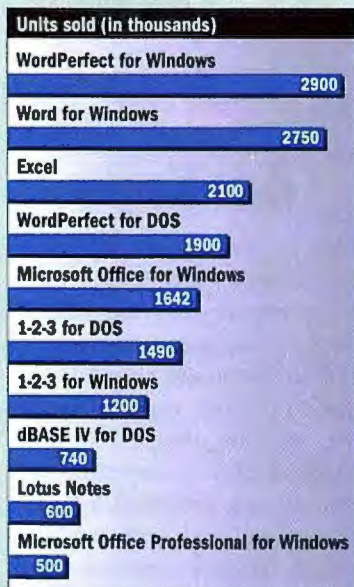 Units sold (in thousands)
WordPerfect for Windows
2900
Word for Windows
2750
Excel
2100
WordPerfect for DOS
1900
Microsoft Office for Windows
1642
1-2-3 for DOS
1490
1-2-3 for Windows
1200
dBASE IV for DOS
740
Lotus Notes
600
Microsoft Office Professional for Windows
500